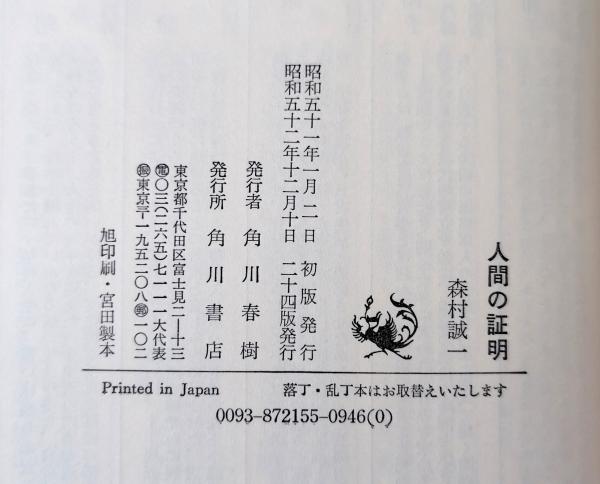 人間の証明
森村誠一
昭和五十一年一月二日 初版発行
昭和五十二年十二月十日 二十四版発行
発行者 角川春樹
発行所 角川書店
東京都千代田区富士見二ー十三
㊩〇三(二六五)七一一一大代表
㊩東京三ー一九五二〇八㊩一〇二
旭印刷・宮田製本
Printed in Japan 落丁・乱丁本はお取替えいたします
0093-872155-0946(0)